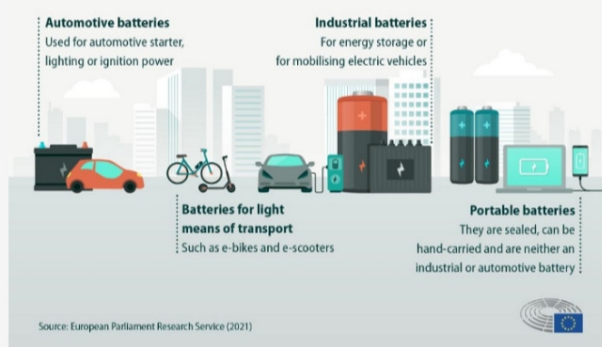 Automotive batteries
Used for automotive starter,
lighting or ignition power
Industrial batteries
For energy storage or
for mobilising electric vehicles
Batteries for light
means of transport
Such as e-bikes and e-scooters
Portable batteries
They are sealed, can be
hand-carried and are neither an
industrial or automotive battery
Source: European Parliament Research Service (2021)